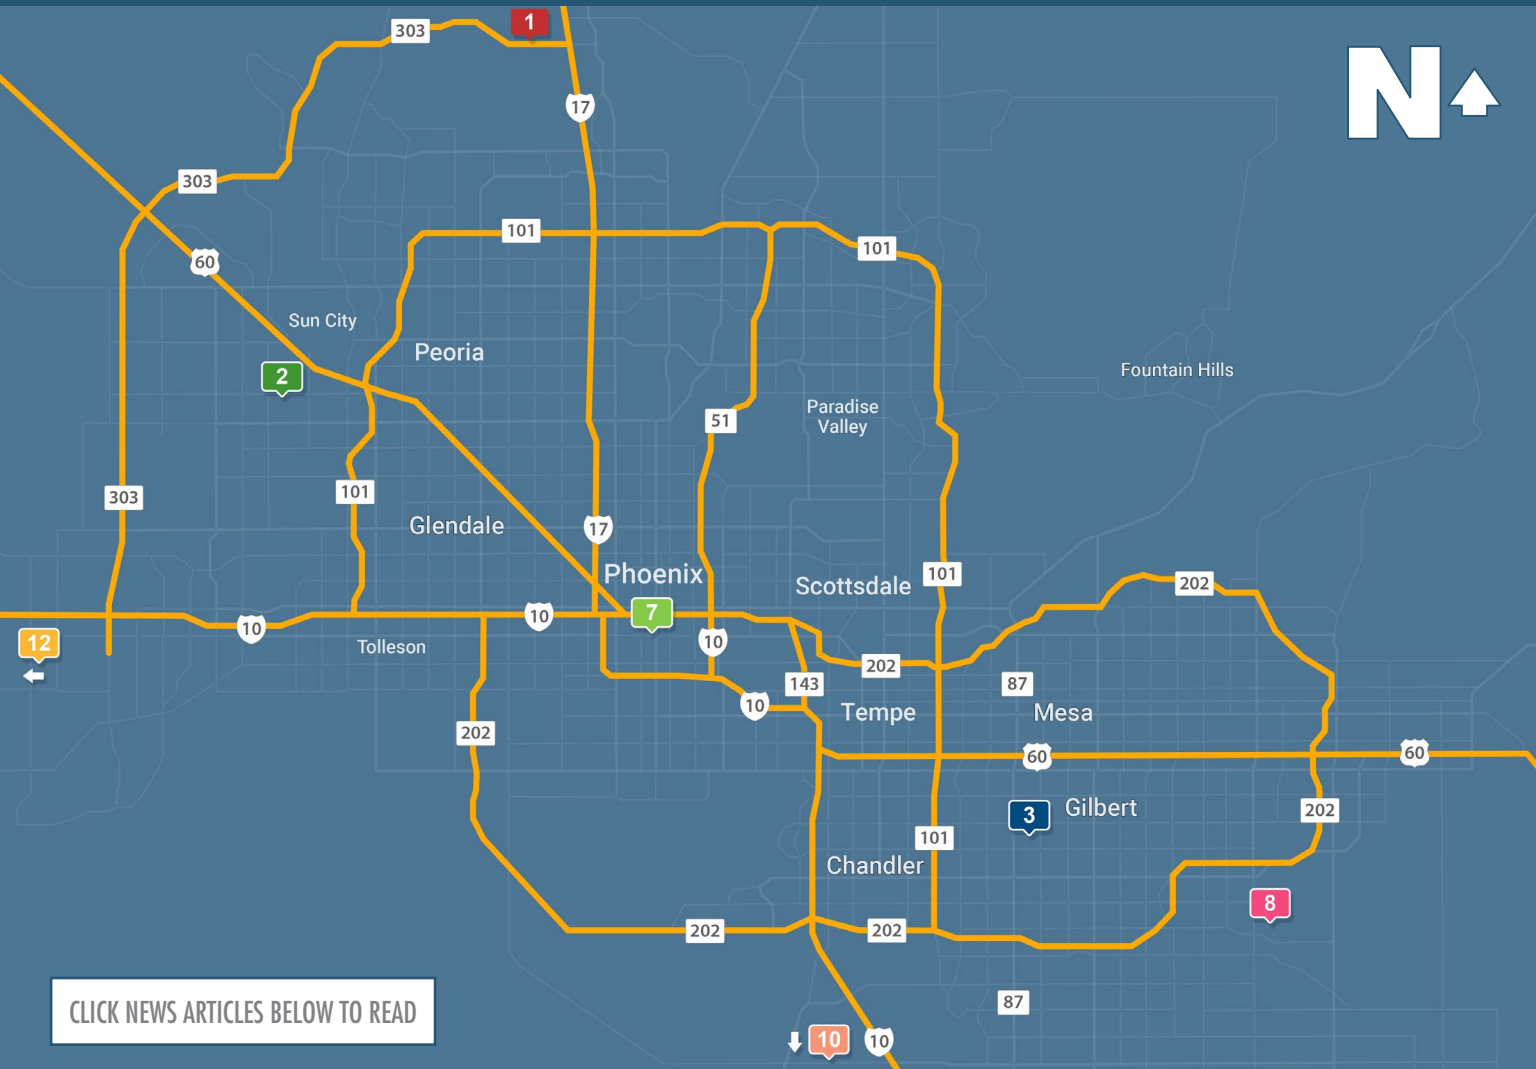 303
1
N
17
303
101
101
60
Sun City
Peoria
2
Fountain Hills
Paradise
Valley
51
303
101
Glendale
17
Phoenix
Scottsdale
101
202
7
10
10
10
12
Tolleson
202
143
87
10
Tempe
Mesa
202
60
60
3
Gilbert
202
101
Chandler
8
202
202
87
CLICK NEWS ARTICLES BELOW TO READ
10
10